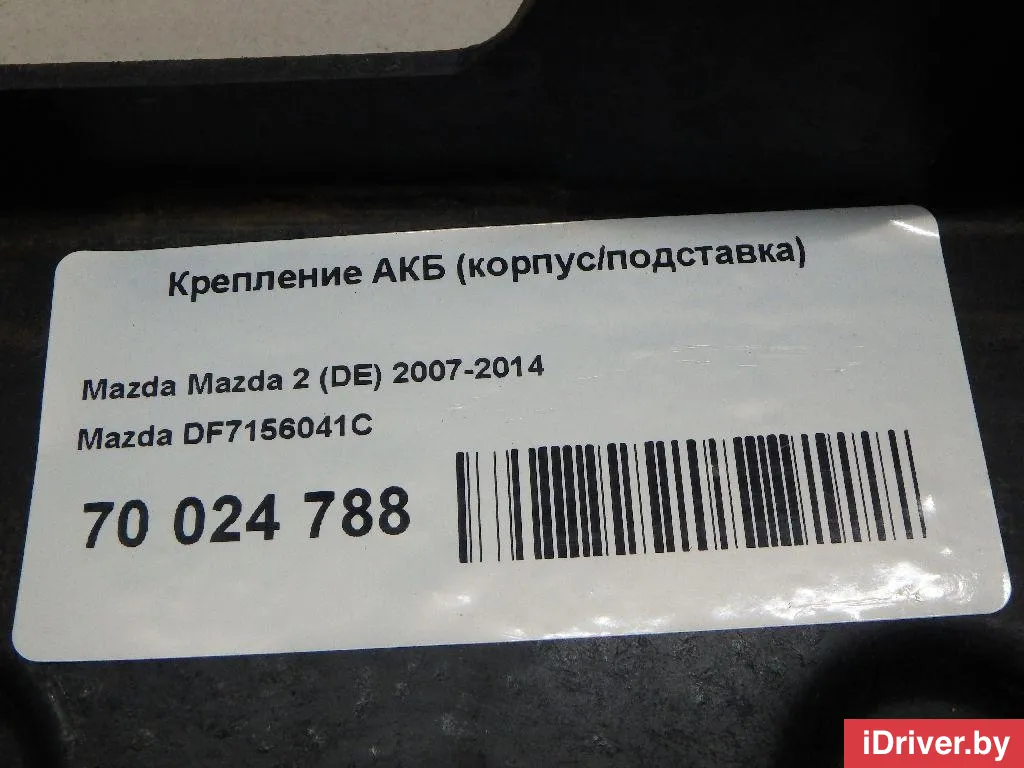 Крепление АКБ (корпус/подставка)
Mazda Mazda 2 (DE) 2007-2014
Mazda DF7156041C
70 024 788
iDriver.by